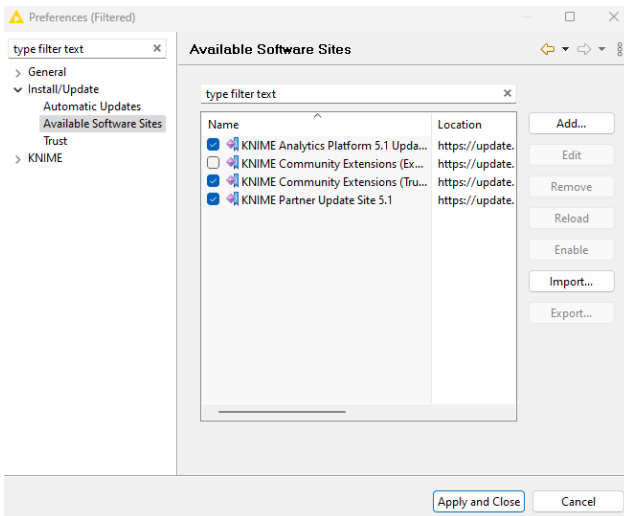 Preferences (Filtered)
type filter text
General
Install/Update
Automatic Updates
Available Software Sites
Trust
KNIME
Available Software Sites
type filter text
Name Location
KNIME Analytics Platform 5.1 Upda... https://update.
KNIME Community Extensions (Ex... https://update.
KNIME Community Extensions (Tru... https://update.
KNIME Partner Update Site 5.1 https://update.
Add...
Edit
Remove
Reload
Enable
Import...
Export...
Apply and Close Cancel